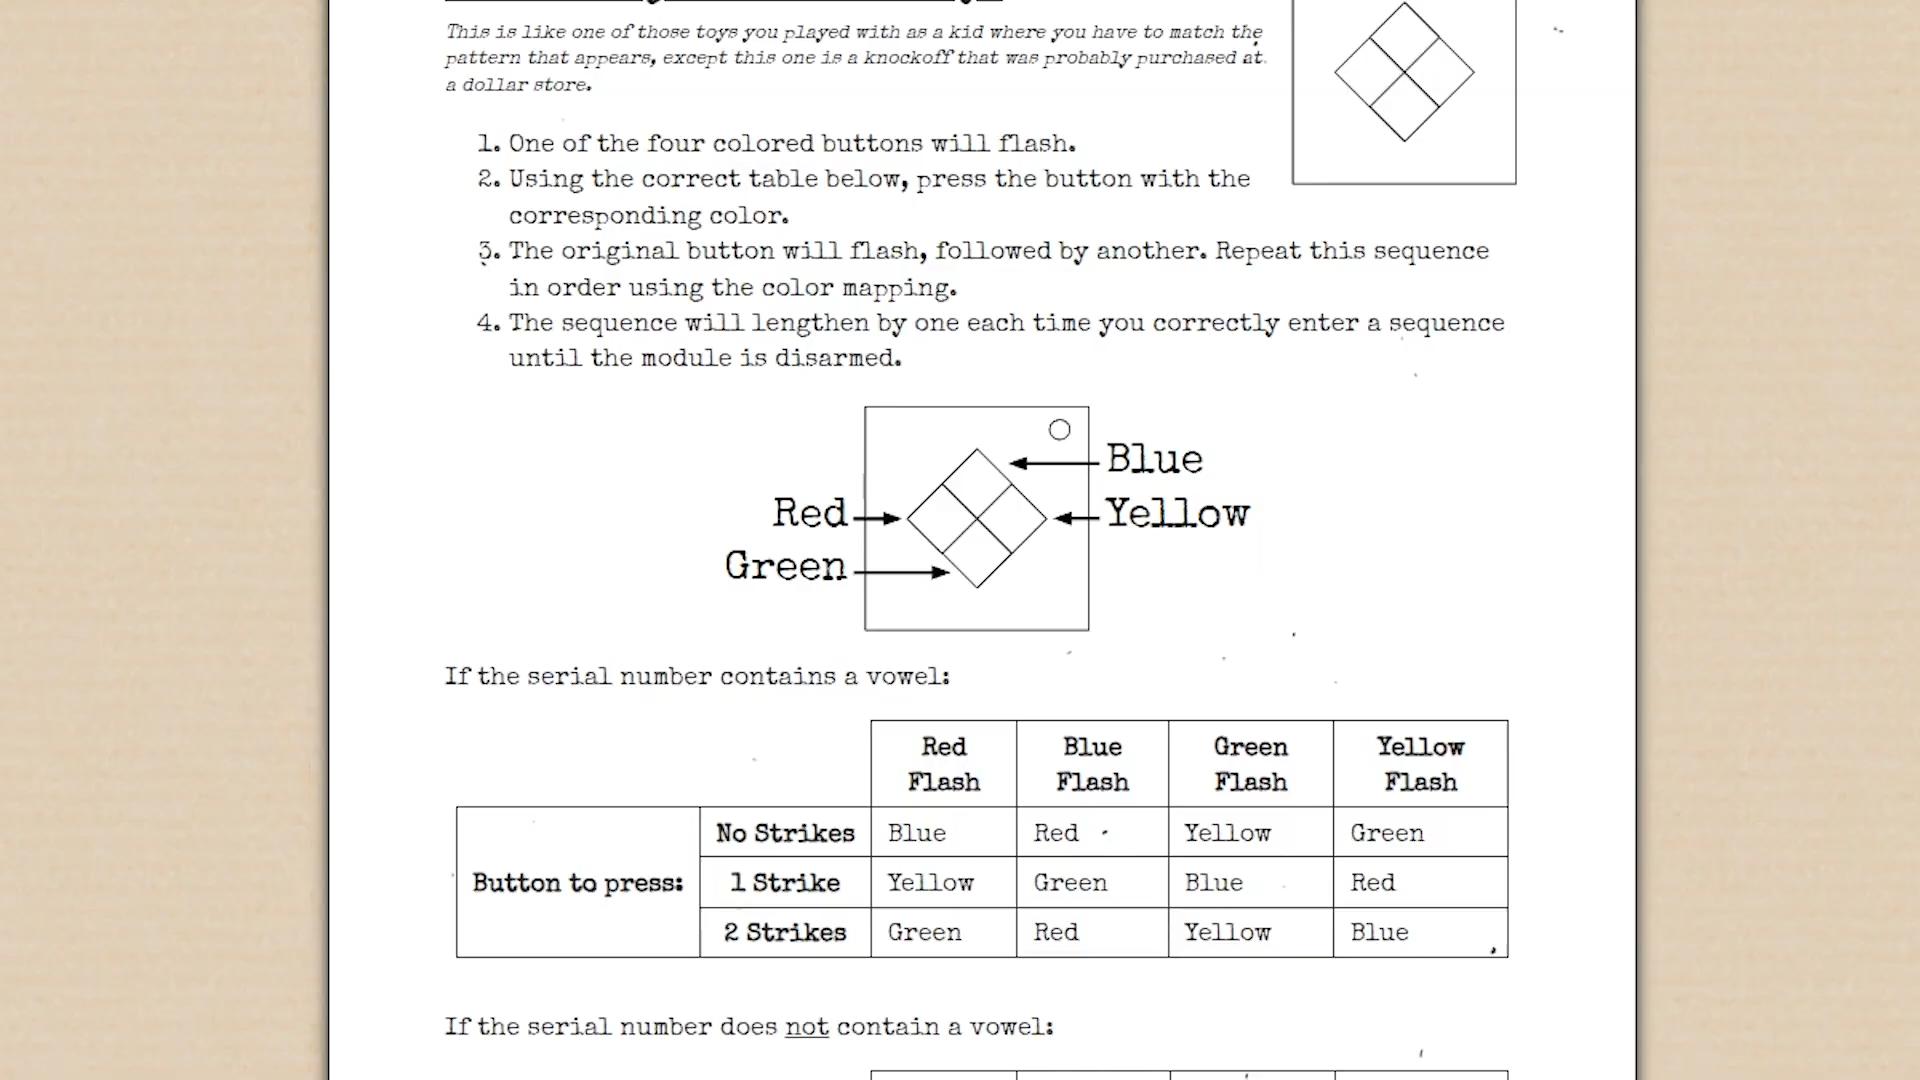 This is like one of those toys you played with as a kid where you have to match the
pattern that appears, except this one is a knockoff that was probably purchased at
a dollar store.
1. One of the four colored buttons will flash.
2. Using the correct table below, press the button with the
corresponding color.
3. The original button will flash, followed by another. Repeat this sequence
in order using the color mapping.
4. The sequence will lengthen by one each time you correctly enter a sequence
until the module is disarmed.
Blue
Red
Yellow
Green
If the serial number contains a vowel:
Red Flash
Blue Flash
Green Flash
Yellow Flash
Button to press:
No Strikes Blue Red Yellow Green
1 Strike Yellow Green Blue Red
2 Strikes Green Red Yellow Blue
If the serial number does not contain a vowel: